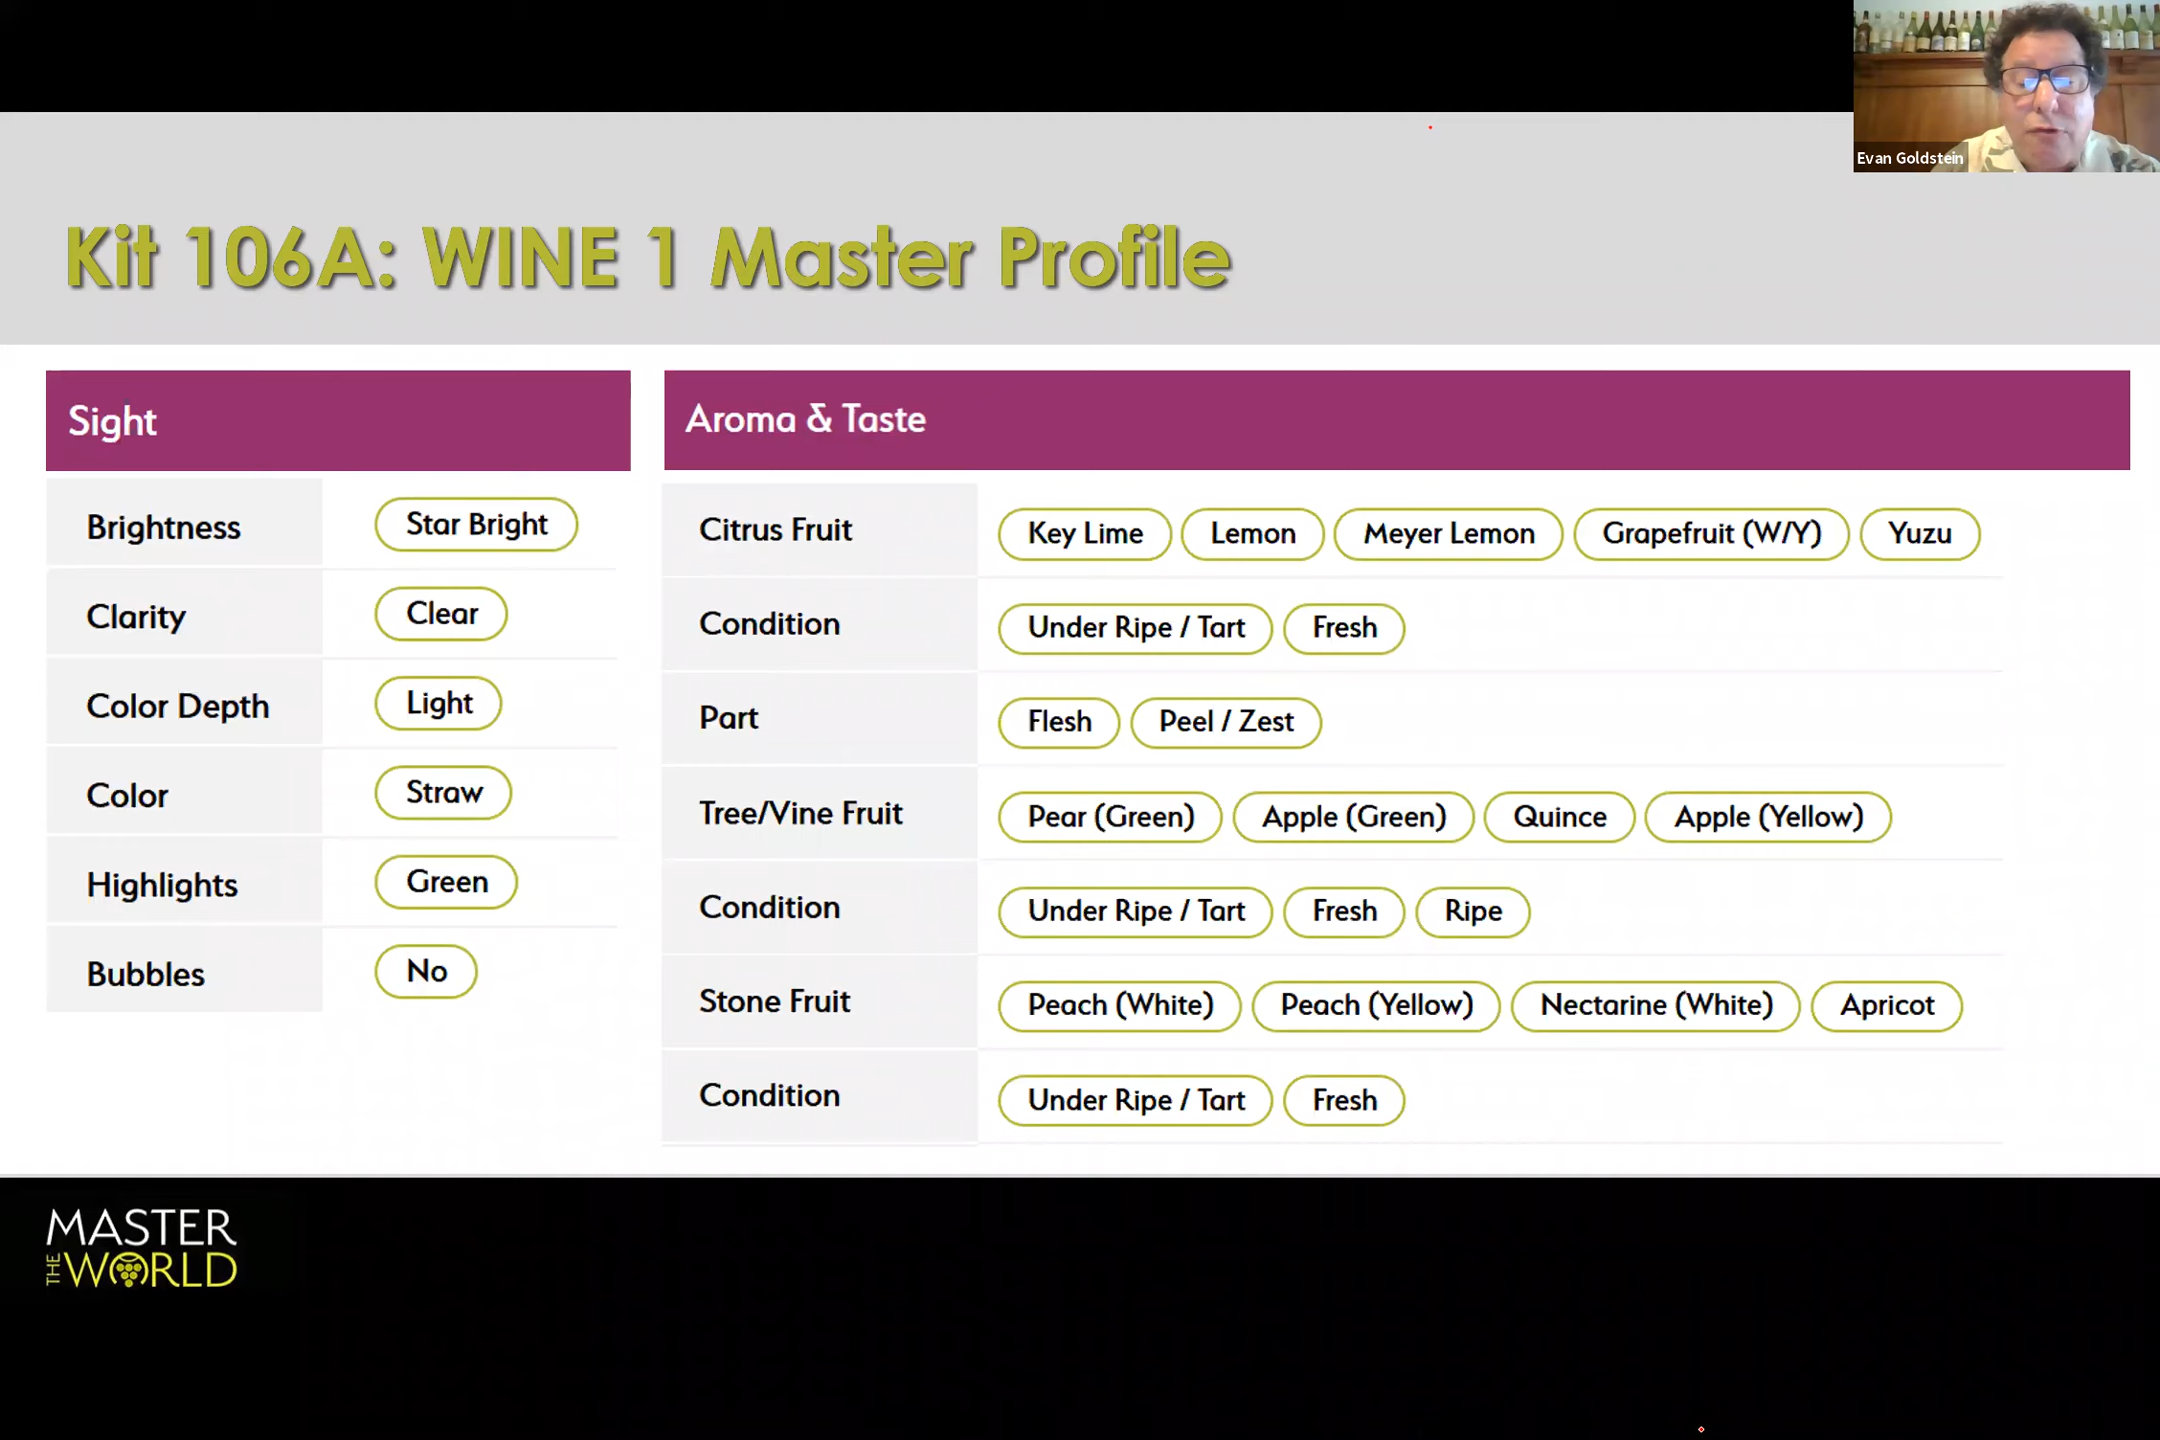 Evan Goldstein
Kit 106A: WINE 1 Master Profile
Sight
Brightness Star Bright
Clarity Clear
Color Depth Light
Color Straw
Highlights Green
Bubbles No
Aroma & Taste
Citrus Fruit Key Lime Lemon Meyer Lemon Grapefruit (W/Y) Yuzu
Condition Under Ripe / Tart Fresh
Part Flesh Peel / Zest
Tree/Vine Fruit Pear (Green) Apple (Green) Quince Apple (Yellow)
Condition Under Ripe / Tart Fresh Ripe
Stone Fruit Peach (White) Peach (Yellow) Nectarine (White) Apricot
Condition Under Ripe / Tart Fresh
MASTER
THE WORLD